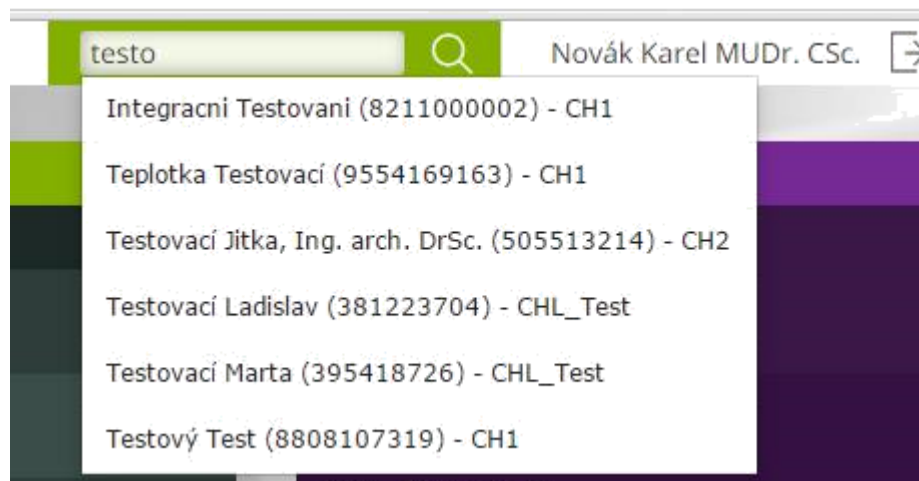 testo
Novák Karel MUDr. CSc.
Integracni Testovani (8211000002) - CH1
Teplotka Testovací (9554169163) - CH1
Testovací Jitka, Ing. arch. DrSc. (505513214) - CH2
Testovací Ladislav (381223704) - CHL_Test
Testovací Marta (395418726) - CHL_Test
Testový Test (8808107319) - CH1